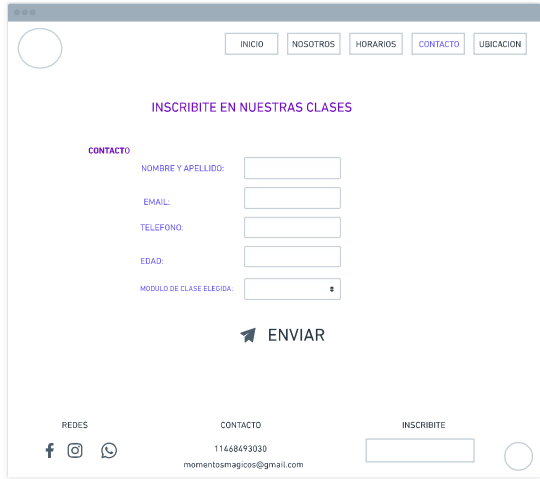 INICIO NOSOTROS HORARIOS CONTACTO UBICACION
INSCRIBITE EN NUESTRAS CLASES
CONTACTO
NOMBRE Y APELLIDO:
EMAIL:
TELEFONO:
EDAD:
MODULO DE CLASE ELEGIDA:
ENVIAR
REDES CONTACTO INSCRIBITE
11468493030
momentosmagicos@gmail.com